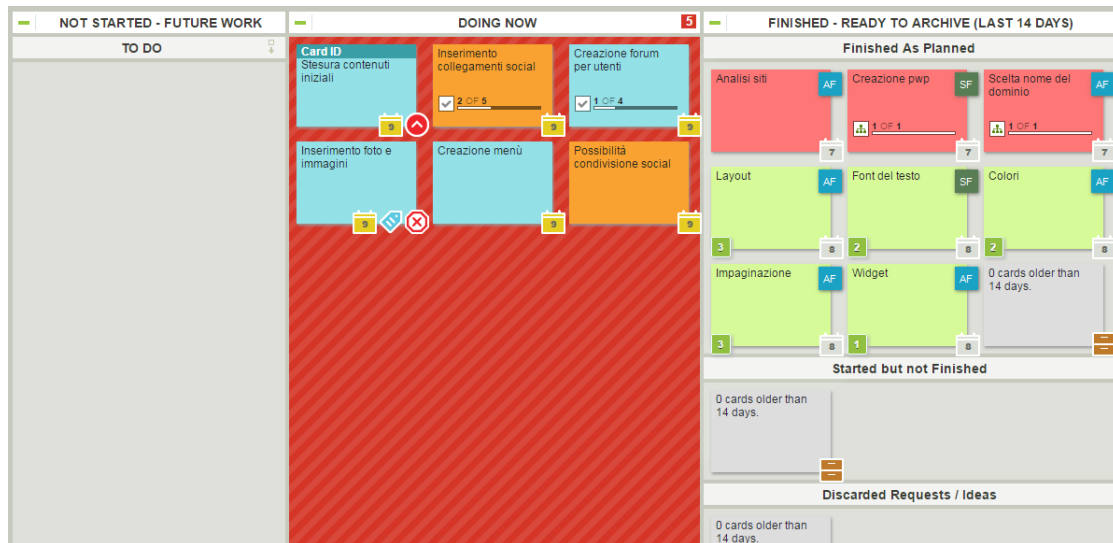 NOT STARTED - FUTURE WORK
DOING NOW
5
FINISHED - READY TO ARCHIVE (LAST 14 DAYS)
TO DO
Finished As Planned
Card ID
Stesura contenuti
iniziali
9
Inserimento
collegamenti social
2 OF 5
9
Creazione forum
per utenti
1 OF 4
9
Inserimento foto e
immagini
9
Creazione menù
9
Possibilità
condivisione social
9
Analisi siti
AF
7
Creazione pwp
SF
1 OF 1
7
Scelta nome del
dominio
AF
1 OF 1
7
Layout
AF
3
8
Font del testo
SF
2
8
Colori
AF
2
8
Impaginazione
AF
3
8
Widget
AF
1
8
0 cards older than
14 days.
Started but not Finished
0 cards older than
14 days.
Discarded Requests / Ideas
0 cards older than
14 days.